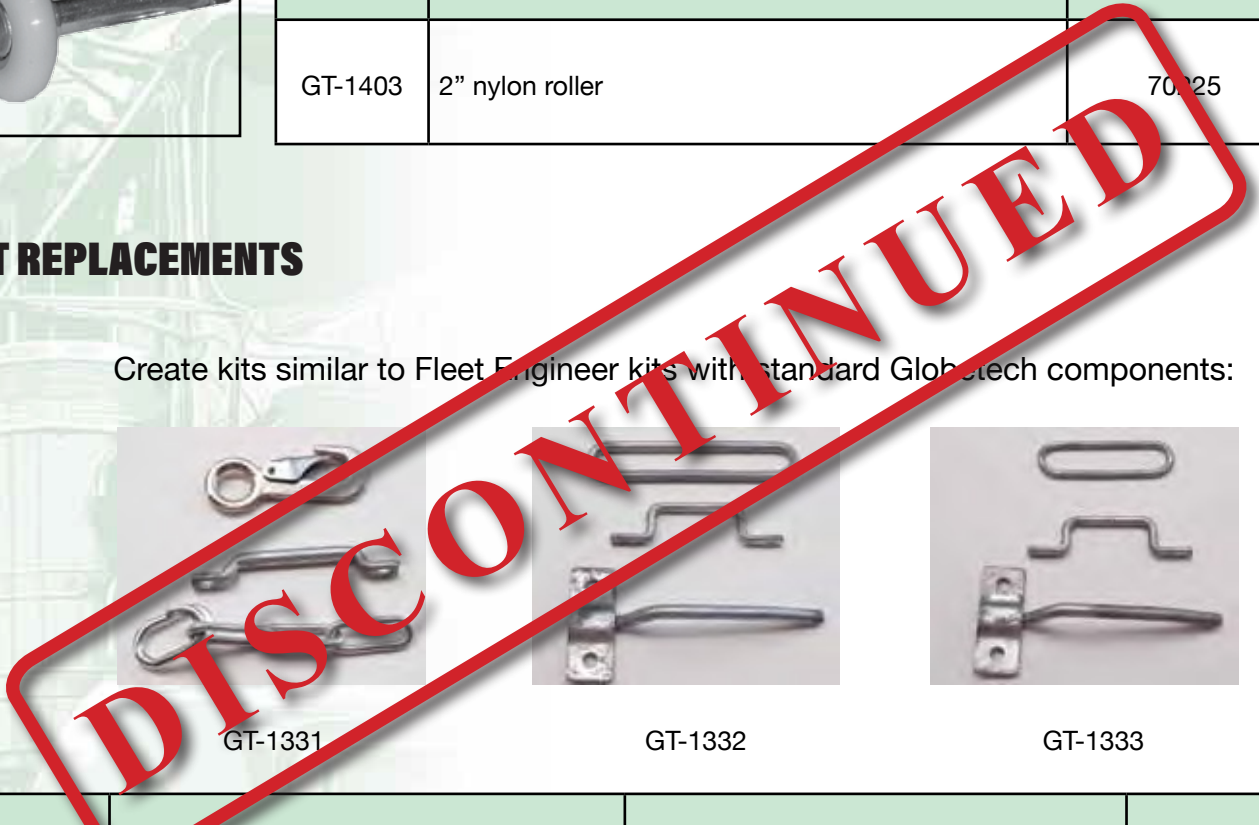 GT-1403 2” nylon roller 70225
T REPLACEMENTS
Create kits similar to Fleet Engineer kits with standard Globetech components:
DISCONTINUED
GT-1331 GT-1332 GT-1333